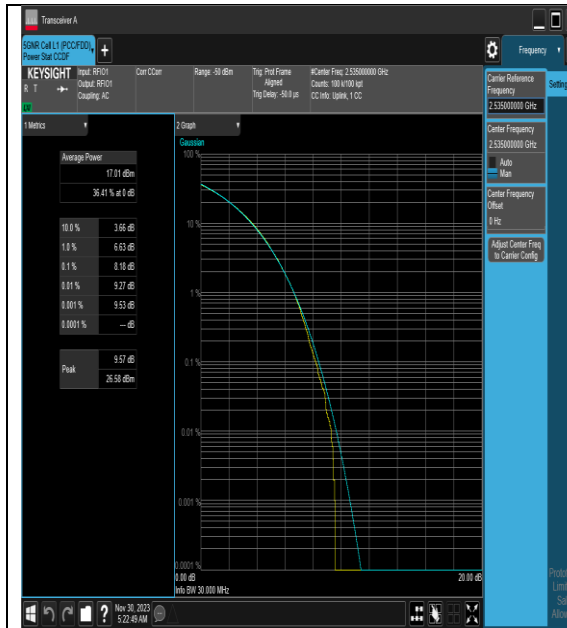 Transceiver A
5GNR Cell L1 (PCC/FDD)
Power Stat CCDF
Frequency
KEYSIGHT
R T
Input: RFIO1
Output: RFIO1
Coupling: AC
Corr CCorr
Range: -50 dBm
Trig: Prot Frame
Aligned
Trig Delay: -50.0 µs
#Center Freq: 2.535000000 GHz
Counts: 100 k/100 kpt
CC Info: Uplink, 1 CC
Carrier Reference
Frequency
2.535000000 GHz
Setting
Center Frequency
2.535000000 GHz
Auto
Man
Center Frequency
Offset
0 Hz
Adjust Center Freq
to Carrier Config
1 Metrics
Average Power
17.01 dBm
36.41 % at 0 dB
10.0 % 3.66 dB
1.0 % 6.63 dB
0.1 % 8.18 dB
0.01 % 9.27 dB
0.001 % 9.53 dB
0.0001 % --- dB
Peak
9.57 dB
26.58 dBm
2 Graph
Gaussian
100 %
10 %
1 %
0.1 %
0.01 %
0.001 %
0.0001 %
0.00 dB
20.00 dB
Info BW 30.000 MHz
Nov 30, 2023
5:22:49 AM